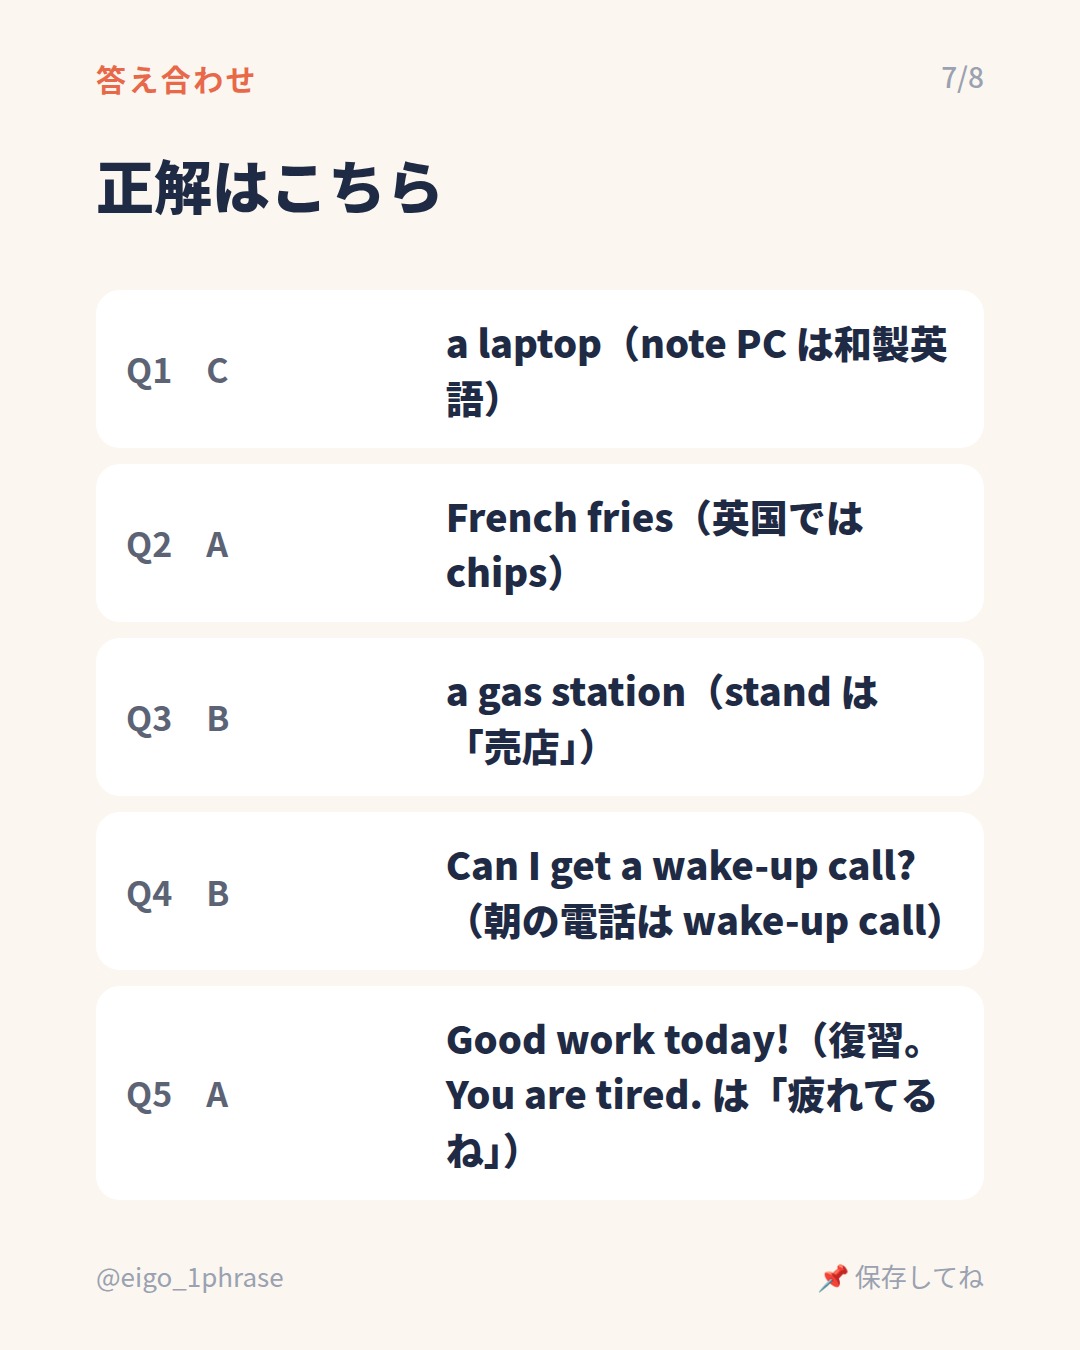 答え合わせ
7/8
正解はこちら
Q1 C
a laptop（note PC は和製英
語）
Q2 A
French fries（英国では
chips）
Q3 B
a gas station（stand は
「売店」）
Q4 B
Can I get a wake-up call?
（朝の電話は wake-up call）
Q5 A
Good work today!（復習。
You are tired. は「疲れてる
ね」）
@eigo_1phrase
📌 保存してね